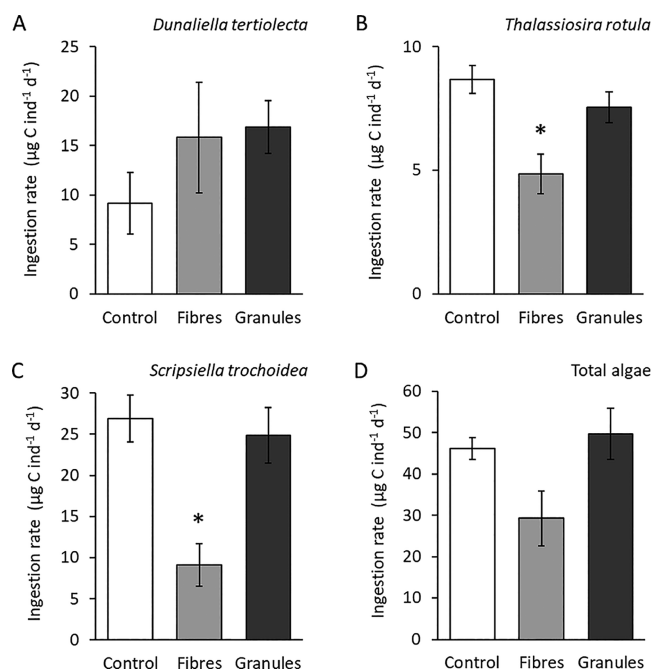 A
Dunaliella tertiolecta
Ingestion rate (µg C ind⁻¹ d⁻¹)
25
20
15
10
5
0
Control Fibres Granules
B
Thalassiosira rotula
Ingestion rate (µg C ind⁻¹ d⁻¹)
10
5
0
*
Control Fibres Granules
C
Scripsiella trochoidea
Ingestion rate (µg C ind⁻¹ d⁻¹)
30
25
20
15
10
5
0
*
Control Fibres Granules
D
Total algae
Ingestion rate (µg C ind⁻¹ d⁻¹)
60
50
40
30
20
10
0
Control Fibres Granules